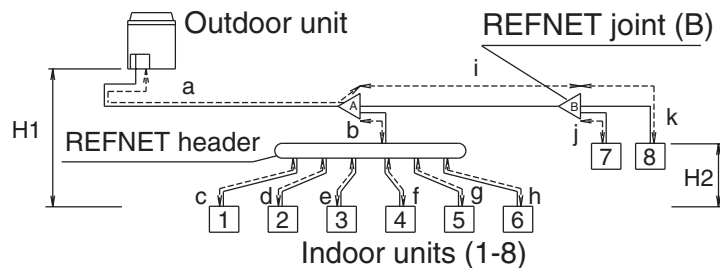 Outdoor unit
REFNET joint (B)
i
a
A
B
H1
b
j
k
REFNET header
7
8
c
d
e
f
g
h
H2
1
2
3
4
5
6
Indoor units (1-8)